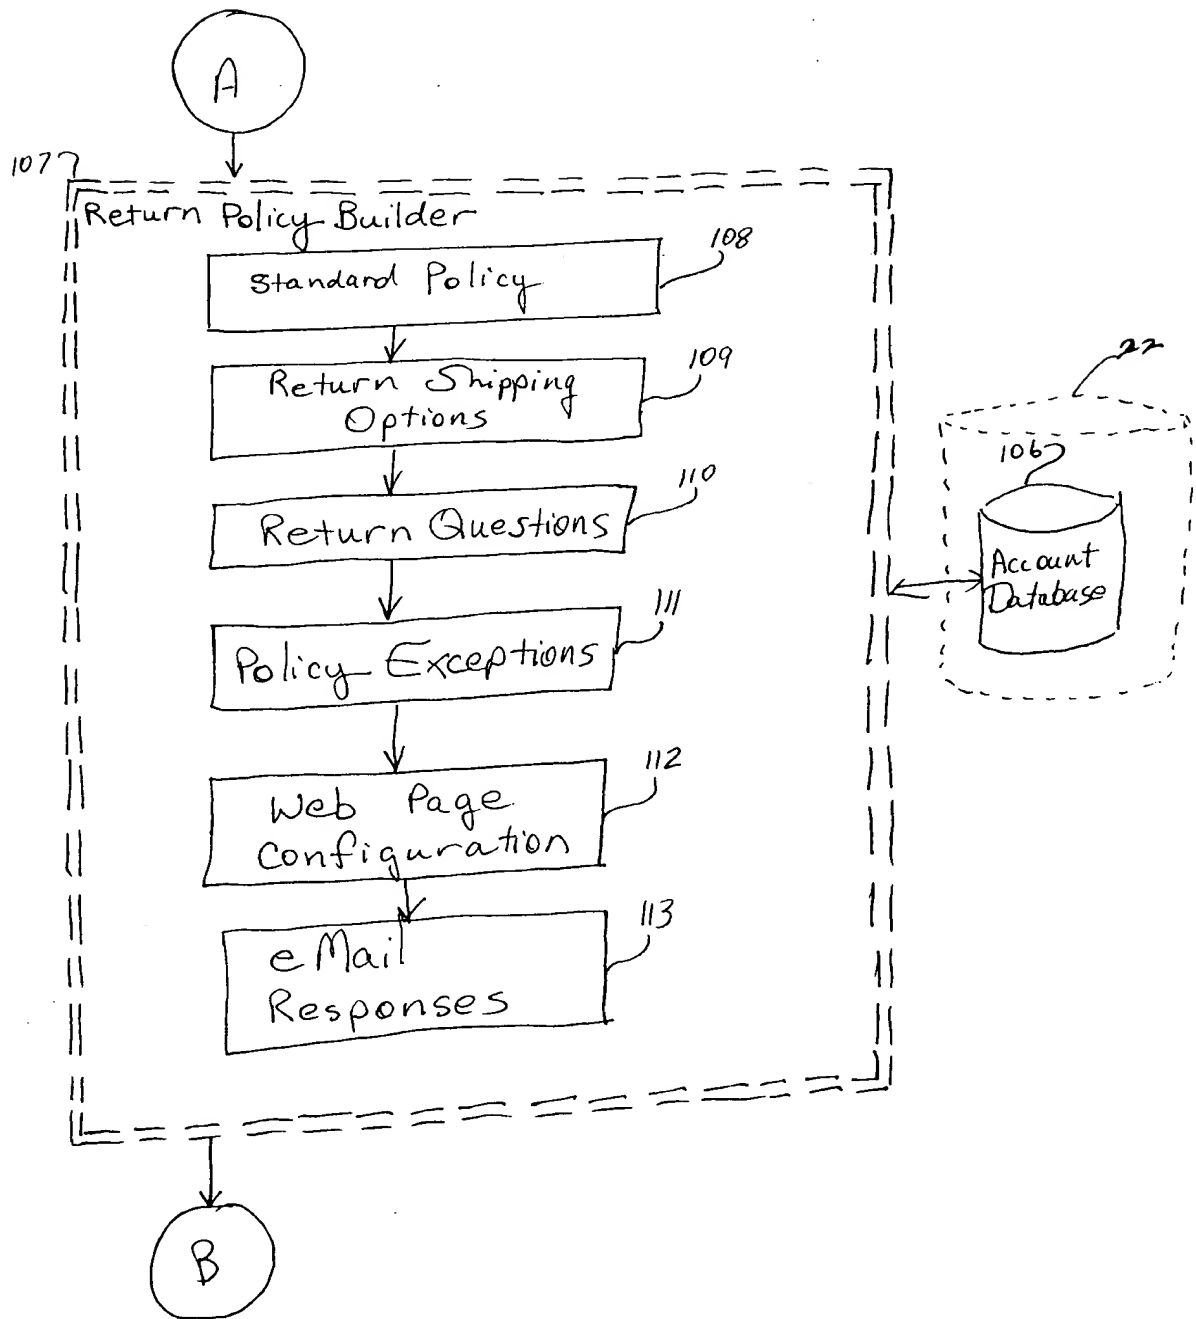 A
107
Return Policy Builder
Standard Policy
108
Return Shipping
Options
109
Return Questions
110
Policy Exceptions
111
Web Page
Configuration
112
eMail
Responses
113
22
106
Account
Database
B